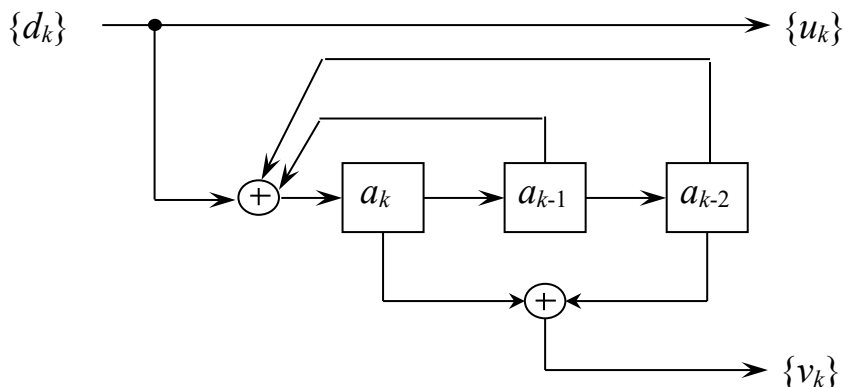 {d_k} {u_k}
+ a_k a_{k-1} a_{k-2}
+
{v_k}